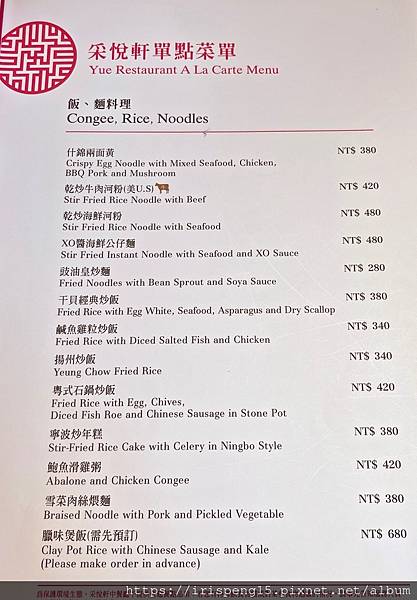 采悅軒單點菜單
Yue Restaurant A La Carte Menu
飯、麵料理
Congee, Rice, Noodles
什錦兩面黃 NT$ 380
Crispy Egg Noodle with Mixed Seafood, Chicken,
BBQ Pork and Mushroom
乾炒牛肉河粉(美U.S) NT$ 420
Stir Fried Rice Noodle with Beef
乾炒海鮮河粉 NT$ 480
Stir Fried Rice Noodle with Seafood
XO醬海鮮公仔麵 NT$ 480
Stir Fried Instant Noodle with Seafood and XO Sauce
豉油皇炒麵 NT$ 280
Fried Noodles with Bean Sprout and Soya Sauce
干貝經典炒飯 NT$ 380
Fried Rice with Egg White, Seafood, Asparagus and Dry Scallop
鹹魚雞粒炒飯 NT$ 340
Fried Rice with Diced Salted Fish and Chicken
揚州炒飯 NT$ 340
Yeung Chow Fried Rice
粵式石鍋炒飯 NT$ 420
Fried Rice with Egg, Chives,
Diced Fish Roe and Chinese Sausage in Stone Pot
寧波炒年糕 NT$ 380
Stir-Fried Rice Cake with Celery in Ningbo Style
鮑魚滑雞粥 NT$ 420
Abalone and Chicken Congee
雪菜肉絲煨麵 NT$ 380
Braised Noodle with Pork and Pickled Vegetable
臘味煲飯(需先預訂) NT$ 680
Clay Pot Rice with Chinese Sausage and Kale
(Please make order in advance)
https://irispeng15.pixnet.net/album